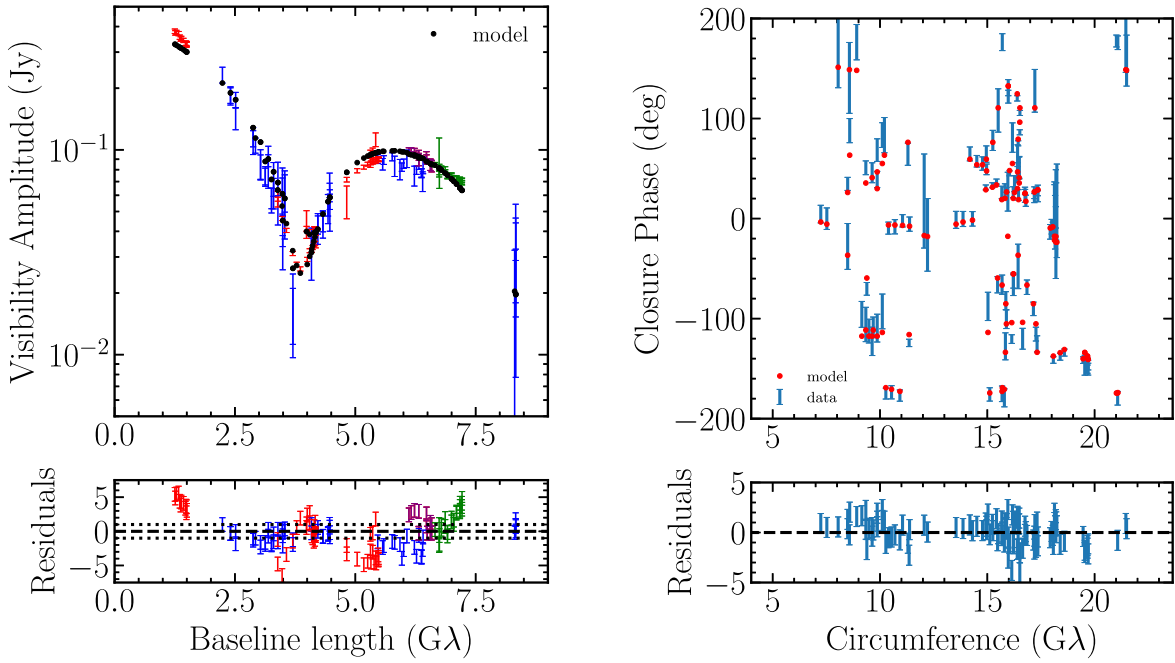 Visibility Amplitude (Jy)
10⁻¹
10⁻²
model
0.0 2.5 5.0 7.5
Residuals
5
0
−5
0.0 2.5 5.0 7.5
Baseline length (Gλ)
Closure Phase (deg)
200
100
0
−100
−200
model
data
5 10 15 20
Residuals
5
0
−5
5 10 15 20
Circumference (Gλ)